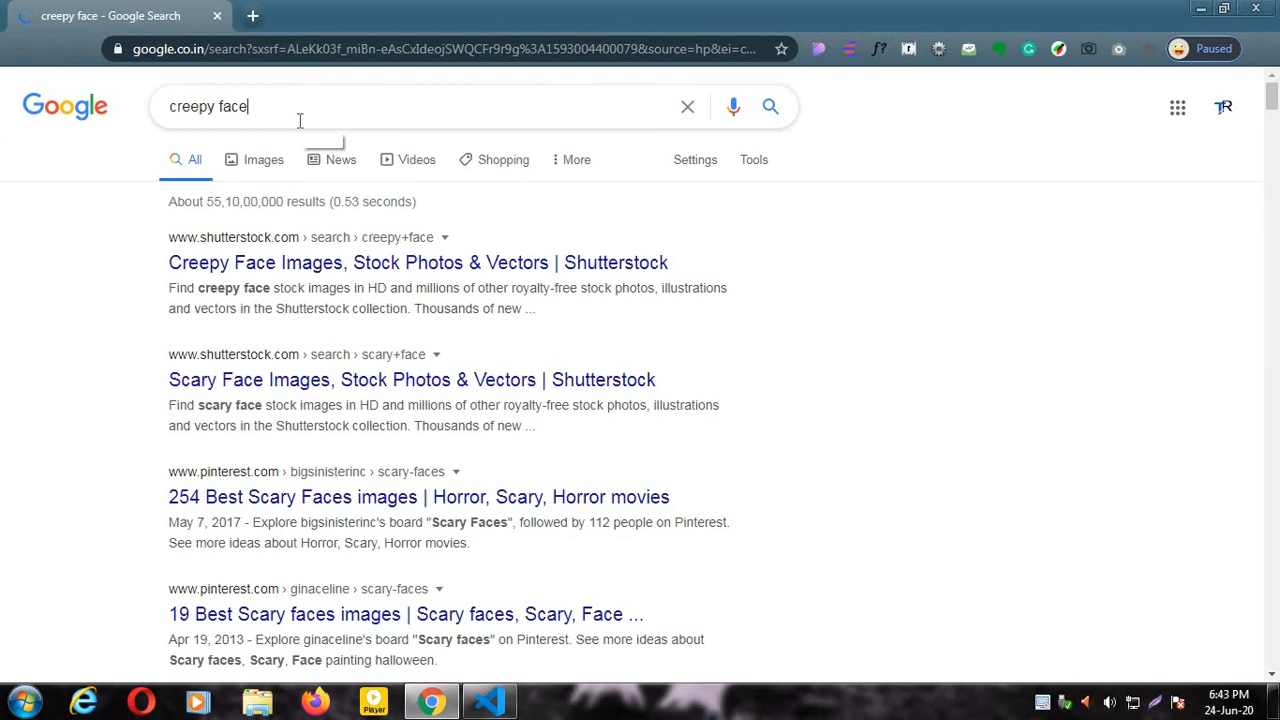 creepy face - Google Search
google.co.in/search?sxsrf=ALeKk03f_miBn-eAsCxIdeojSWQCFr9r9g%3A1593004400079&source=hp&ei=c...
f?
Paused
Google
creepy face
R
All Images News Videos Shopping More Settings Tools
About 55,10,00,000 results (0.53 seconds)
www.shutterstock.com › search › creepy+face
Creepy Face Images, Stock Photos & Vectors | Shutterstock
Find creepy face stock images in HD and millions of other royalty-free stock photos, illustrations
and vectors in the Shutterstock collection. Thousands of new ...
www.shutterstock.com › search › scary+face
Scary Face Images, Stock Photos & Vectors | Shutterstock
Find scary face stock images in HD and millions of other royalty-free stock photos, illustrations
and vectors in the Shutterstock collection. Thousands of new ...
www.pinterest.com › bigsinisterinc › scary-faces
254 Best Scary Faces images | Horror, Scary, Horror movies
May 7, 2017 - Explore bigsinisterinc's board "Scary Faces", followed by 112 people on Pinterest.
See more ideas about Horror, Scary, Horror movies.
www.pinterest.com › ginaceline › scary-faces
19 Best Scary faces images | Scary faces, Scary, Face ...
Apr 19, 2013 - Explore ginaceline's board "Scary faces" on Pinterest. See more ideas about
Scary faces, Scary, Face painting halloween.
Player
6:43 PM
24-Jun-20